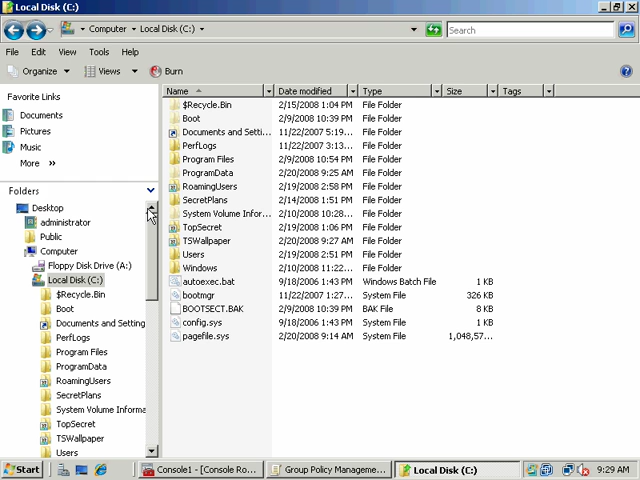 Local Disk (C:)
Computer Local Disk (C:) Search
File Edit View Tools Help
Organize Views Burn
Favorite Links
Documents
Pictures
Music
More »
Folders
Desktop
administrator
Public
Computer
Floppy Disk Drive (A:)
Local Disk (C:)
$Recycle.Bin
Boot
Documents and Setting
PerfLogs
Program Files
ProgramData
RoamingUsers
SecretPlans
System Volume Informa
TopSecret
TSWallpaper
Users
Name Date modified Type Size Tags
$Recycle.Bin 2/15/2008 1:04 PM File Folder
Boot 2/9/2008 10:39 PM File Folder
Documents and Setti... 11/22/2007 5:19... File Folder
PerfLogs 11/22/2007 3:13... File Folder
Program Files 2/9/2008 10:54 PM File Folder
ProgramData 2/20/2008 9:25 AM File Folder
RoamingUsers 2/19/2008 2:58 PM File Folder
SecretPlans 2/14/2008 1:51 PM File Folder
System Volume Infor... 2/10/2008 10:28... File Folder
TopSecret 2/19/2008 1:06 PM File Folder
TSWallpaper 2/20/2008 9:27 AM File Folder
Users 2/19/2008 2:51 PM File Folder
Windows 2/10/2008 11:22... File Folder
autoexec.bat 9/18/2006 1:43 PM Windows Batch File 1 KB
bootmgr 11/22/2007 1:27... System File 326 KB
BOOTSECT.BAK 2/9/2008 10:39 PM BAK File 8 KB
config.sys 9/18/2006 1:43 PM System File 1 KB
pagefile.sys 2/20/2008 9:14 AM System File 1,048,57...
Start Console1 - [Console Ro... Group Policy Manageme... Local Disk (C:) 9:29 AM